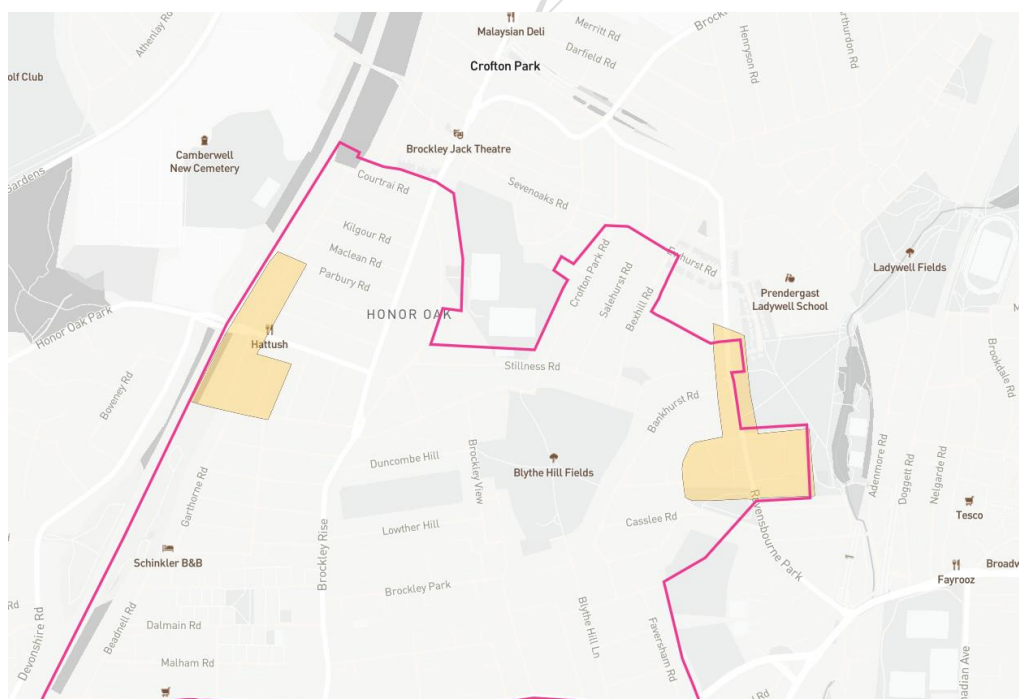 Malaysian Deli
Merritt Rd
Darfield Rd
Henryson Rd
Athenlay Rd
Crofton Park
olf Club
Camberwell
New Cemetery
Brockley Jack Theatre
Gardens
Courtrai Rd
Sevenoaks Rd
Kilgour Rd
Maclean Rd
Parbury Rd
Crofton Park Rd
Salehurst Rd
Bexhill Rd
Ladywell Fields
Prendergast
Ladywell School
HONOR OAK
Honor Oak Park
Hattush
Stillness Rd
Brookdale Rd
Boveney Rd
Bankhurst Rd
Duncombe Hill
Brockley View
Blythe Hill Fields
Adenmore Rd
Doggett Rd
Nelgarde Rd
Garthorne Rd
Lowther Hill
Casslee Rd
Ravensbourne Park
Tesco
Schinkler B&B
Brockley Rise
Brockley Park
Fayrooz
Broadw
Rd
Devonshire Rd
Beadnell Rd
Dalmain Rd
Malham Rd
Blythe Hill Ln
Faversham Rd